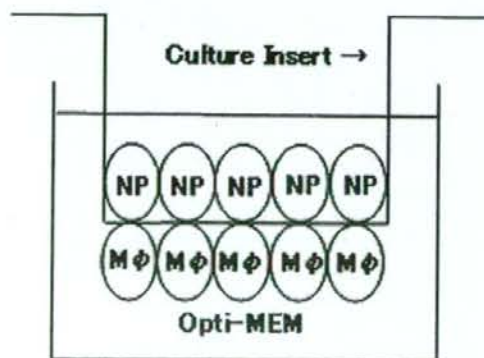 Culture Insert →
NP NP NP NP NP
Mϕ Mϕ Mϕ Mϕ Mϕ
Opti-MEM